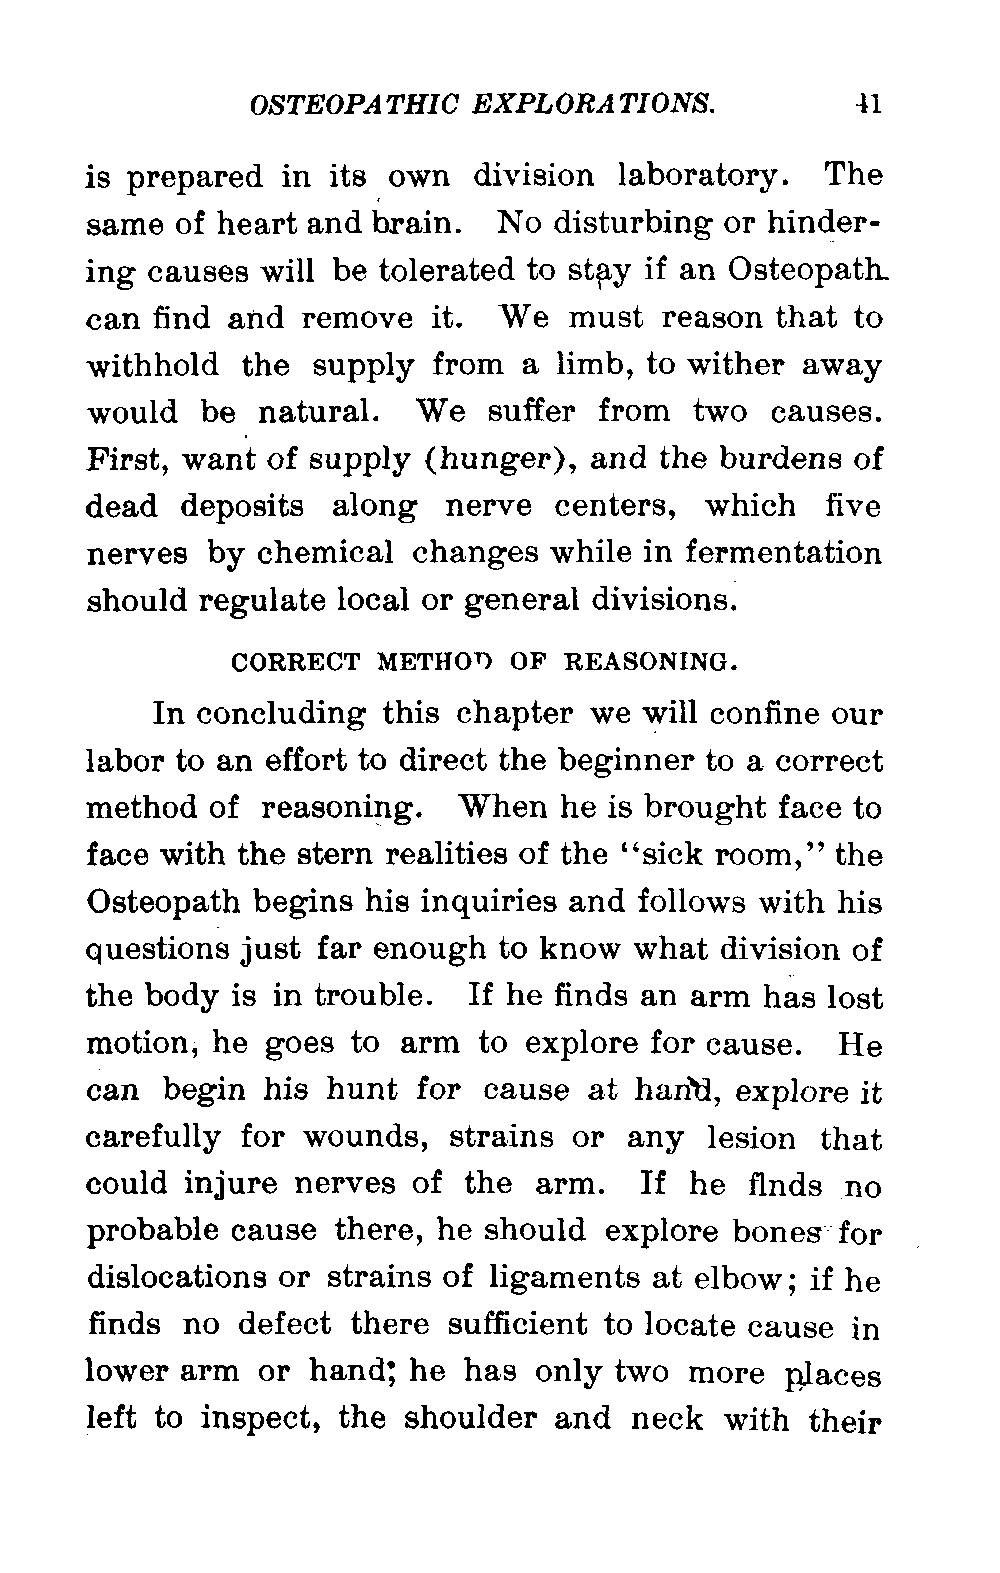 OSTEOPATHIC EXPLORATIONS. 41
is prepared in its own division laboratory. The
same of heart and brain. No disturbing or hinder-
ing causes will be tolerated to stay if an Osteopath
can find and remove it. We must reason that to
withhold the supply from a limb, to wither away
would be natural. We suffer from two causes.
First, want of supply (hunger), and the burdens of
dead deposits along nerve centers, which five
nerves by chemical changes while in fermentation
should regulate local or general divisions.
CORRECT METHOD OF REASONING.
In concluding this chapter we will confine our
labor to an effort to direct the beginner to a correct
method of reasoning. When he is brought face to
face with the stern realities of the "sick room," the
Osteopath begins his inquiries and follows with his
questions just far enough to know what division of
the body is in trouble. If he finds an arm has lost
motion, he goes to arm to explore for cause. He
can begin his hunt for cause at hand, explore it
carefully for wounds, strains or any lesion that
could injure nerves of the arm. If he finds no
probable cause there, he should explore bones for
dislocations or strains of ligaments at elbow; if he
finds no defect there sufficient to locate cause in
lower arm or hand; he has only two more places
left to inspect, the shoulder and neck with their